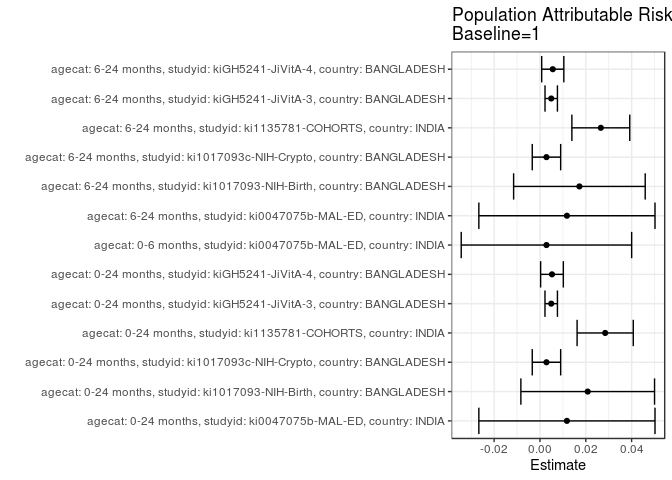 Population Attributable Risk
Baseline=1
agecat: 6-24 months, studyid: kiGH5241-JiVitA-4, country: BANGLADESH
agecat: 6-24 months, studyid: kiGH5241-JiVitA-3, country: BANGLADESH
agecat: 6-24 months, studyid: ki1135781-COHORTS, country: INDIA
agecat: 6-24 months, studyid: ki1017093c-NIH-Crypto, country: BANGLADESH
agecat: 6-24 months, studyid: ki1017093-NIH-Birth, country: BANGLADESH
agecat: 6-24 months, studyid: ki0047075b-MAL-ED, country: INDIA
agecat: 0-6 months, studyid: ki0047075b-MAL-ED, country: INDIA
agecat: 0-24 months, studyid: kiGH5241-JiVitA-4, country: BANGLADESH
agecat: 0-24 months, studyid: kiGH5241-JiVitA-3, country: BANGLADESH
agecat: 0-24 months, studyid: ki1135781-COHORTS, country: INDIA
agecat: 0-24 months, studyid: ki1017093c-NIH-Crypto, country: BANGLADESH
agecat: 0-24 months, studyid: ki1017093-NIH-Birth, country: BANGLADESH
agecat: 0-24 months, studyid: ki0047075b-MAL-ED, country: INDIA
-0.02 0.00 0.02 0.04
Estimate